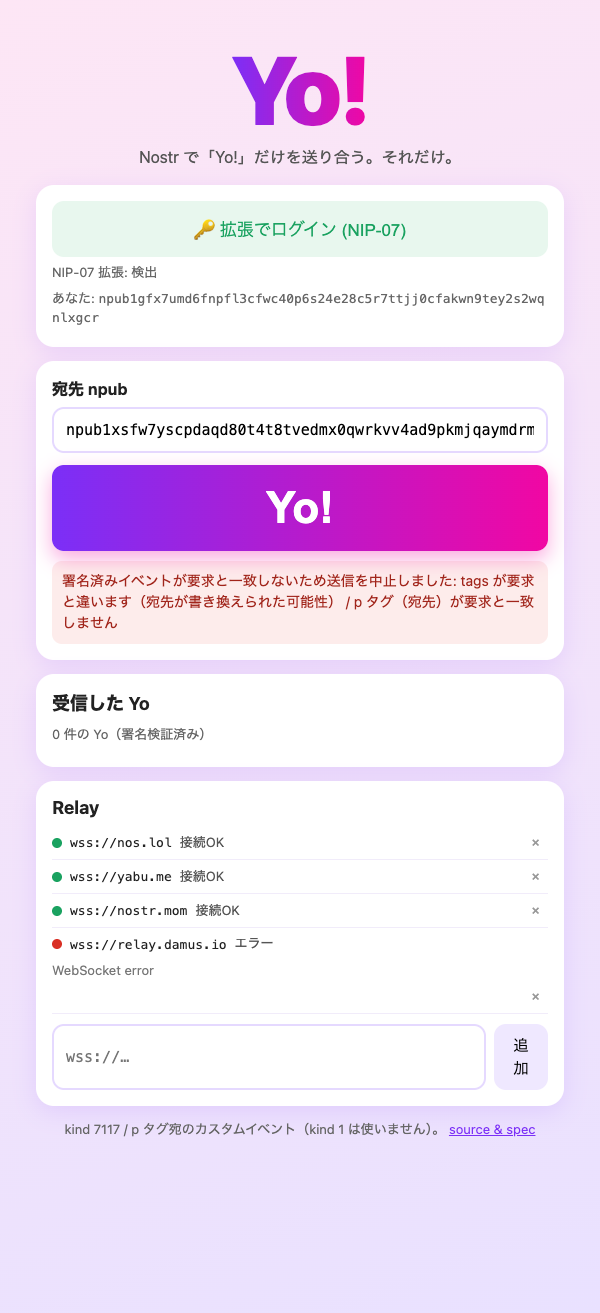 Yo!
Nostr で「Yo!」だけを送り合う。それだけ。
🔑 拡張でログイン (NIP-07)
NIP-07 拡張: 検出
あなた: npub1gfx7umd6fnpfl3cfwc40p6s24e28c5r7ttjj0cfakwn9tey2s2wq
nlxgcr
宛先 npub
npub1xsfw7yscpdaqd80t4t8tvedmx0qwrkvv4ad9pkmjqaymdrm
Yo!
署名済みイベントが要求と一致しないため送信を中止しました: tags が要求
と違います（宛先が書き換えられた可能性） / p タグ（宛先）が要求と一致
しません
受信した Yo
0 件の Yo（署名検証済み）
Relay
wss://nos.lol 接続OK ×
wss://yabu.me 接続OK ×
wss://nostr.mom 接続OK ×
wss://relay.damus.io エラー
WebSocket error
×
wss://…
追
加
kind 7117 / p タグ宛のカスタムイベント（kind 1 は使いません）。 source & spec